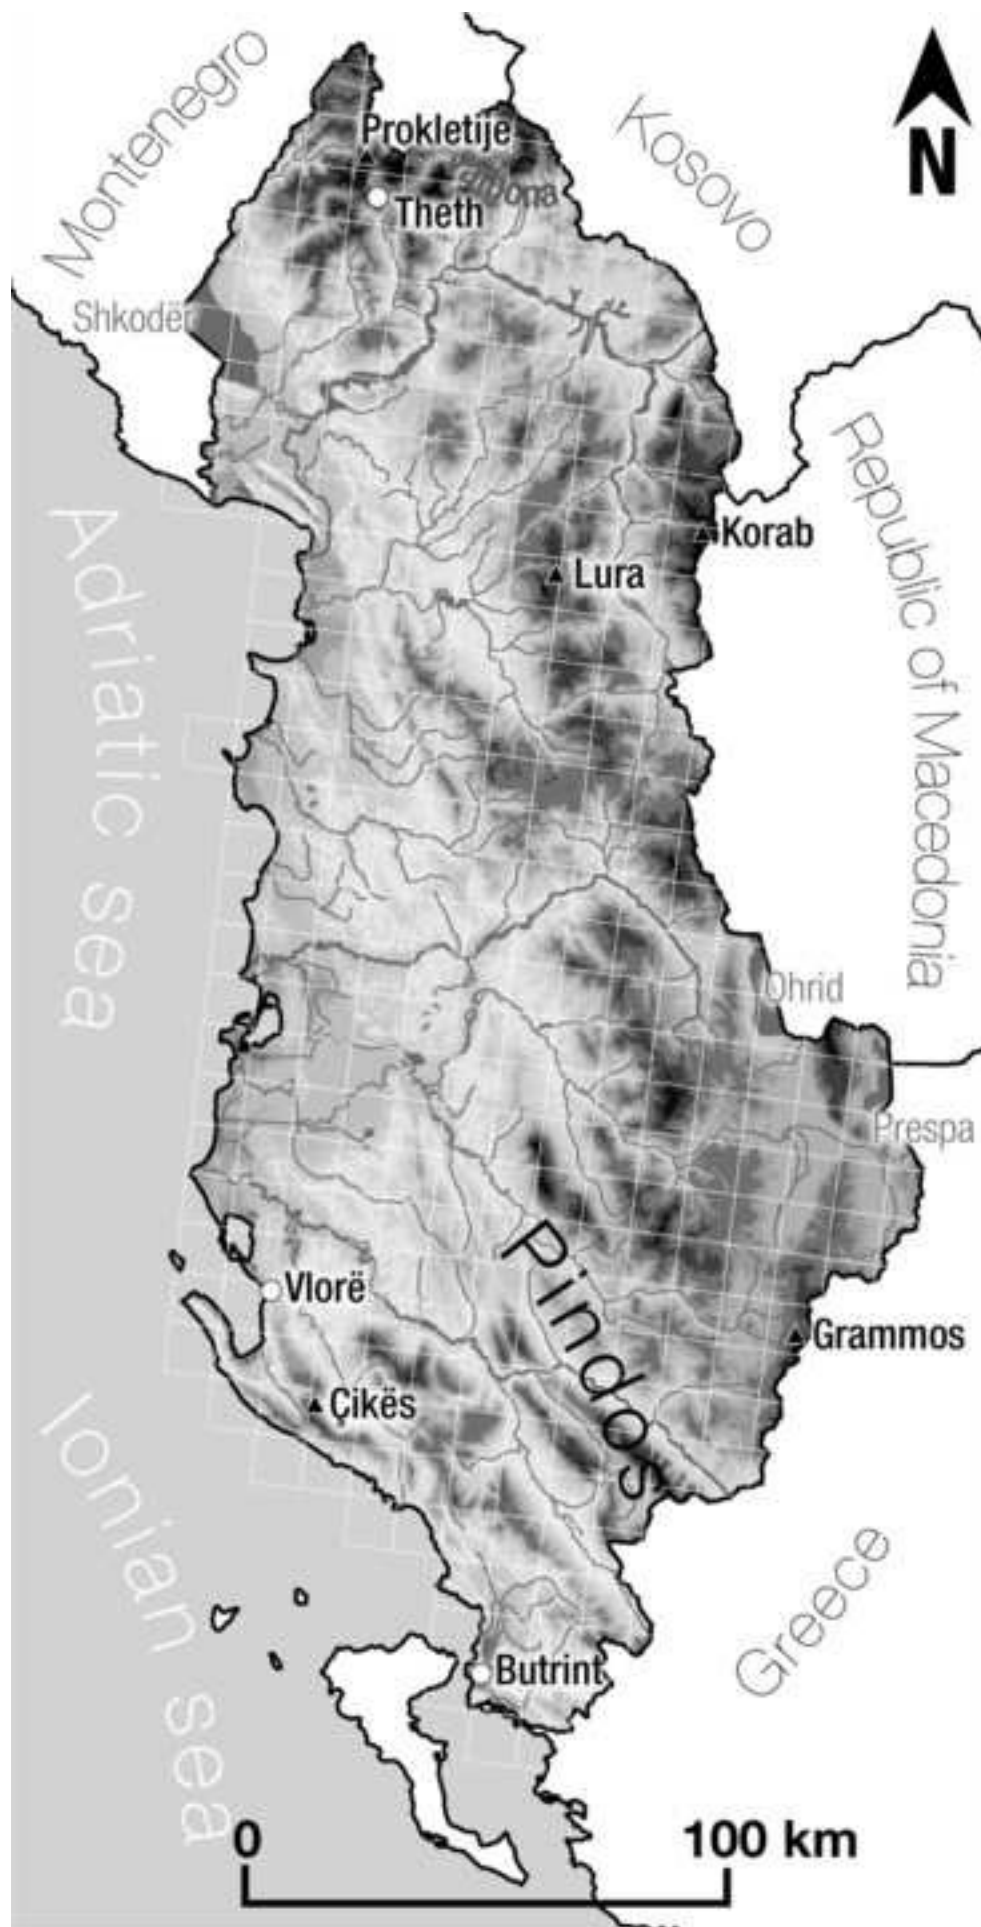 Montenegro
Kosovo
N
Prokletije
Theth
Shkodër
Republic of Macedonia
Korab
Lura
Adriatic sea
Ohrid
Prespa
Pindos
Vlorë
Grammos
Çikës
Ionian sea
Greece
Butrint
0
100 km